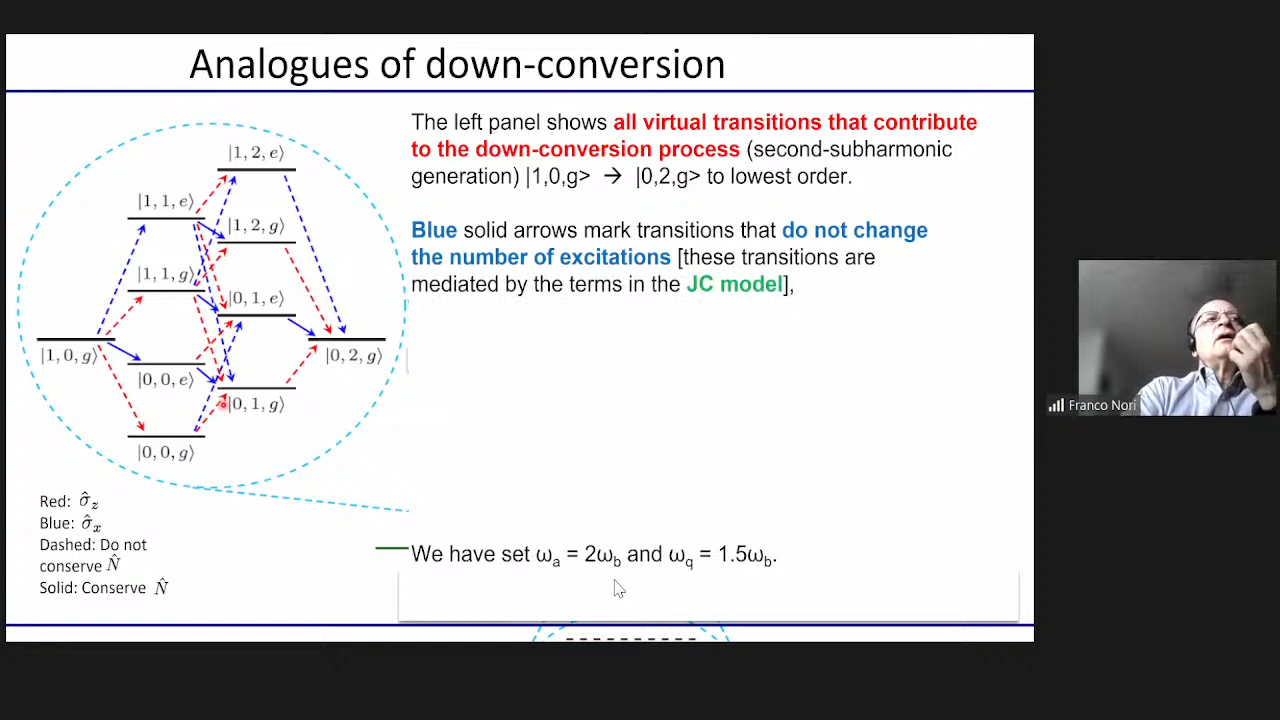 Analogues of down-conversion
|1,2,e⟩
|1,1,e⟩
|1,2,g⟩
|1,1,g⟩
|0,1,e⟩
|1,0,g⟩
|0,2,g⟩
|0,0,e⟩
|0,1,g⟩
|0,0,g⟩
Red: σ̂z
Blue: σ̂x
Dashed: Do not
conserve N̂
Solid: Conserve N̂
The left panel shows all virtual transitions that contribute
to the down-conversion process (second-subharmonic
generation) |1,0,g> → |0,2,g> to lowest order.
Blue solid arrows mark transitions that do not change
the number of excitations [these transitions are
mediated by the terms in the JC model],
We have set ωa = 2ωb and ωq = 1.5ωb.
Franco Nori